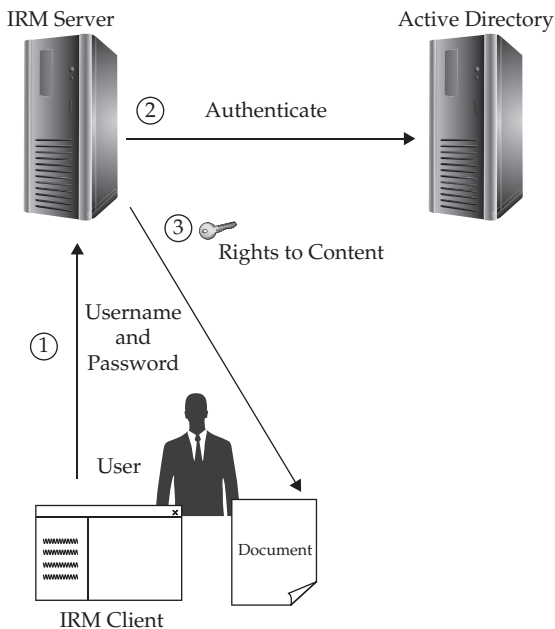 IRM Server
Active Directory
2
Authenticate
3
Rights to Content
1
Username
and
Password
User
x
Document
IRM Client